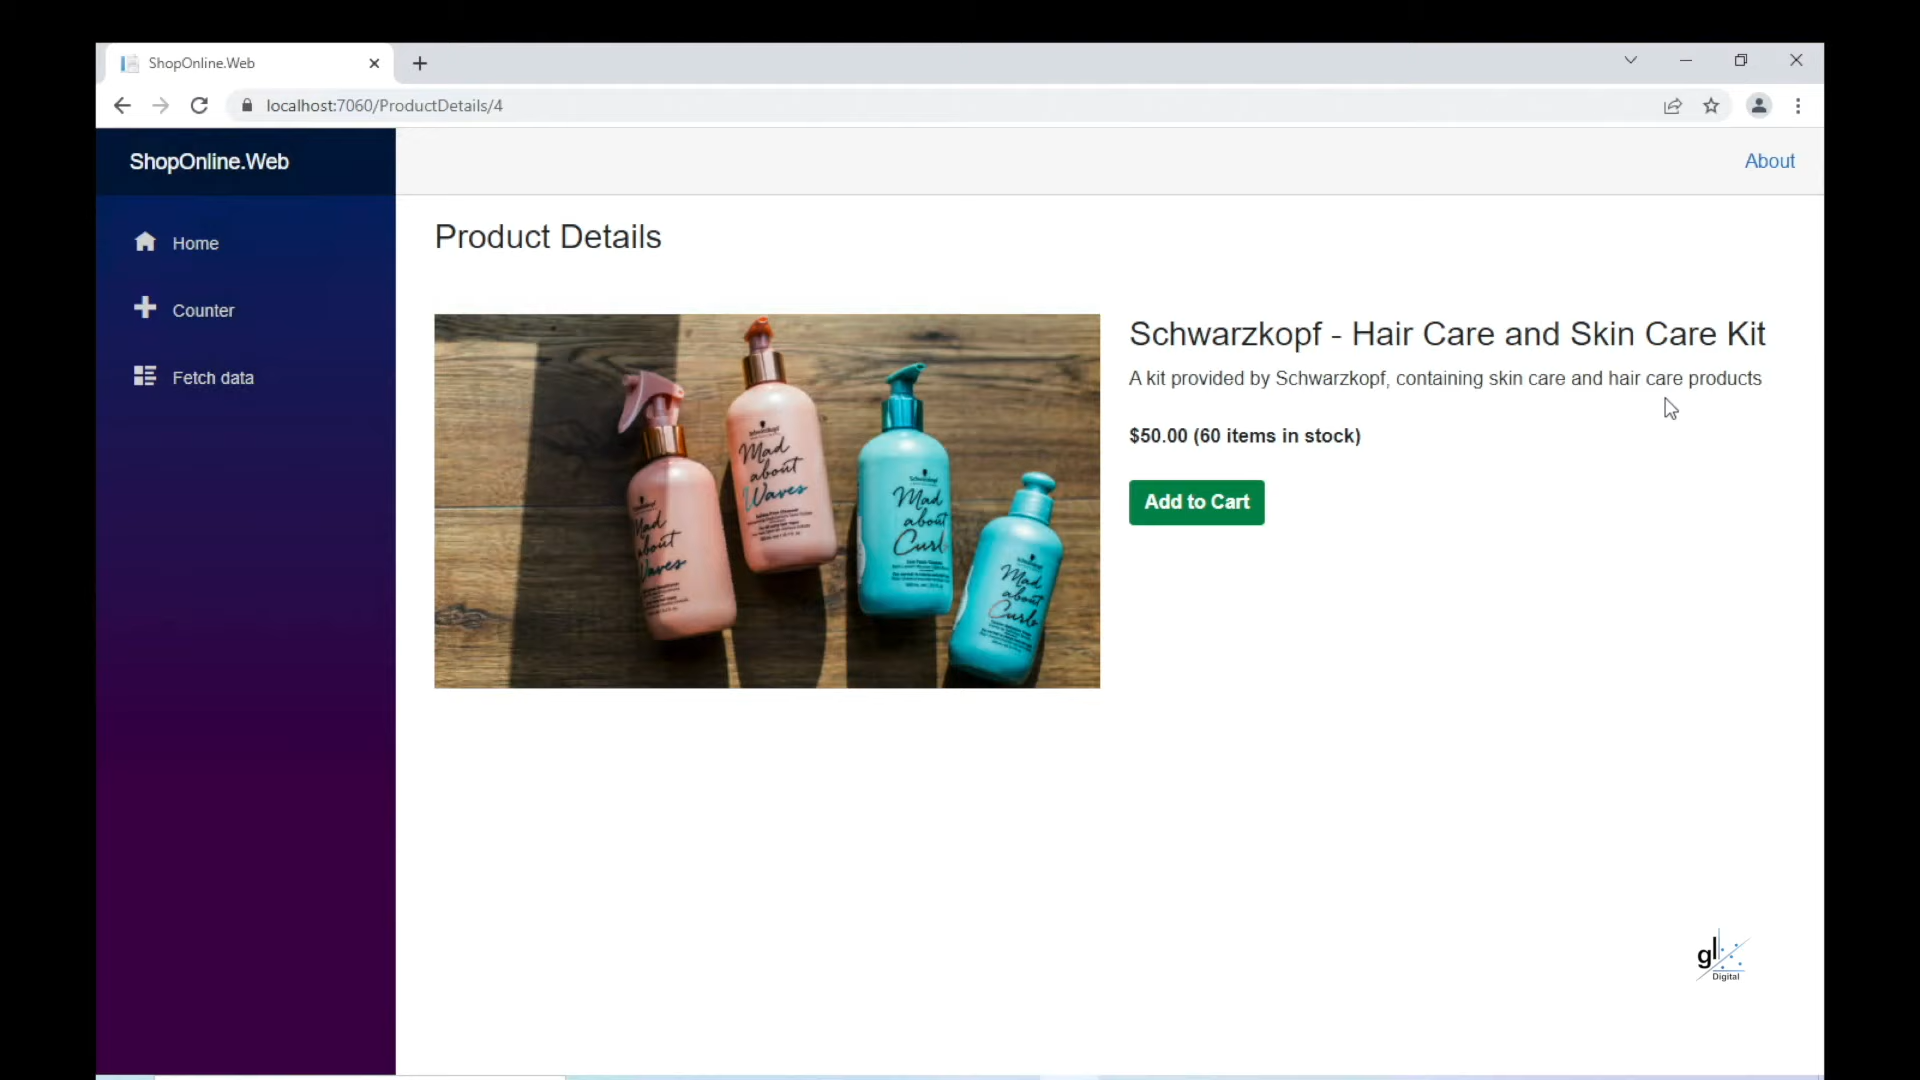 ShopOnline.Web
localhost:7060/ProductDetails/4
ShopOnline.Web
About
Home
Counter
Fetch data
Product Details
Schwarzkopf - Hair Care and Skin Care Kit
A kit provided by Schwarzkopf, containing skin care and hair care products
$50.00 (60 items in stock)
Add to Cart
Mad
about
Waves
Mad
about
Waves
Mad
about
Curls
Mad
about
Curls
gl
Digital